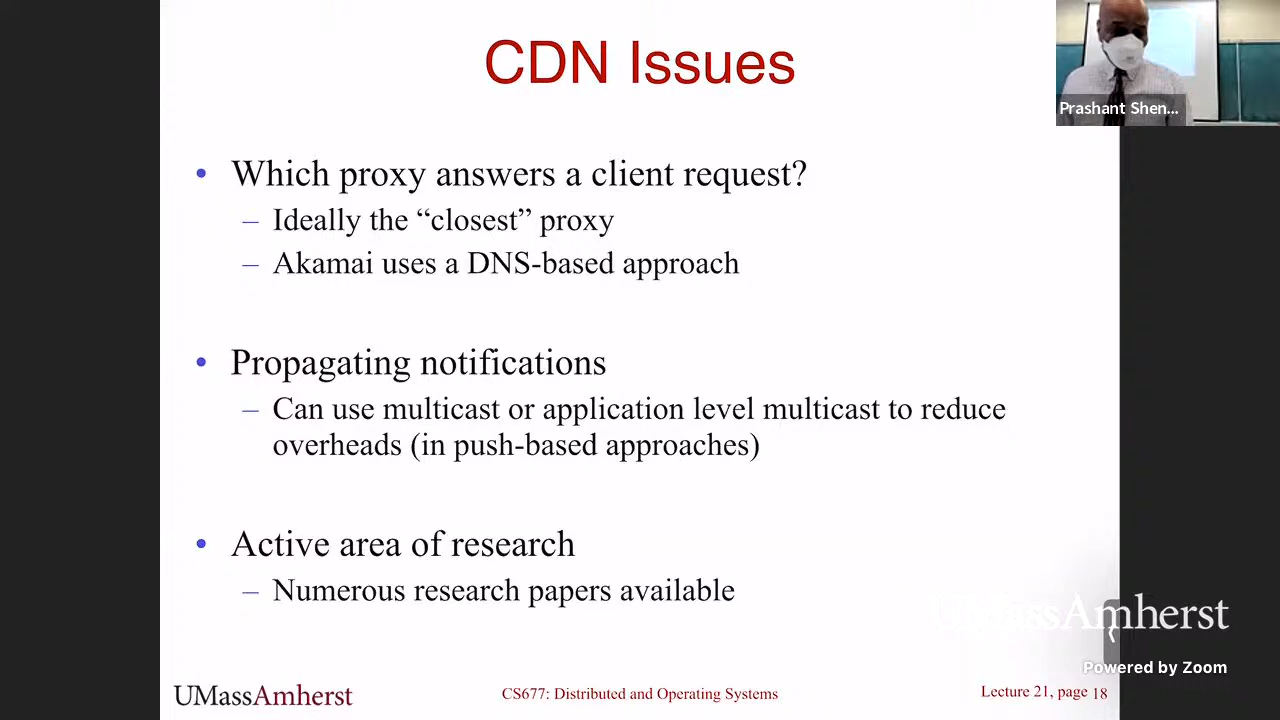 CDN Issues
Prashant Shen...
• Which proxy answers a client request?
– Ideally the “closest” proxy
– Akamai uses a DNS-based approach
• Propagating notifications
– Can use multicast or application level multicast to reduce
overheads (in push-based approaches)
• Active area of research
– Numerous research papers available
UMassAmherst
Powered by Zoom
UMassAmherst
CS677: Distributed and Operating Systems
Lecture 21, page 18